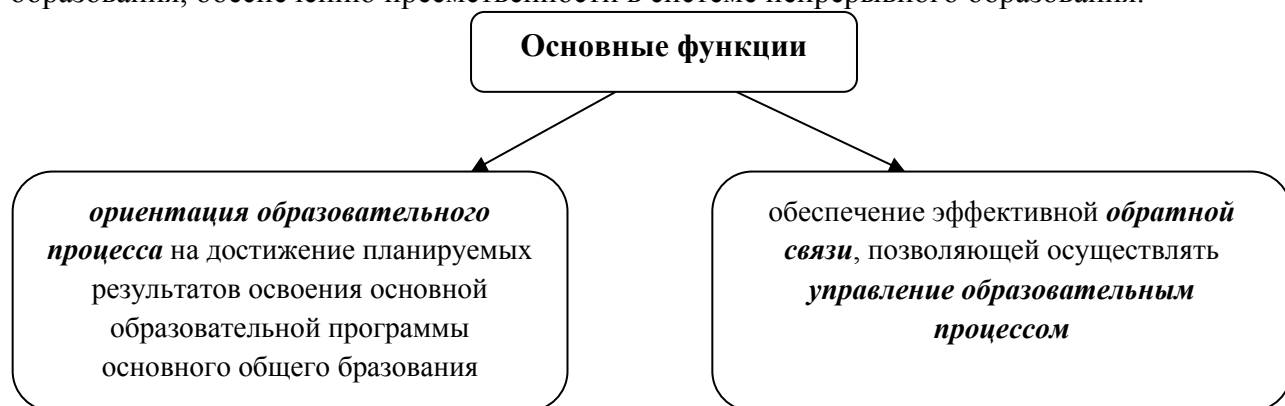 образования, обеспечению преемственности в системе непрерывного образования.
Основные функции
ориентация образовательного
процесса на достижение планируемых
результатов освоения основной
образовательной программы
основного общего бразования
обеспечение эффективной обратной
связи, позволяющей осуществлять
управление образовательным
процессом